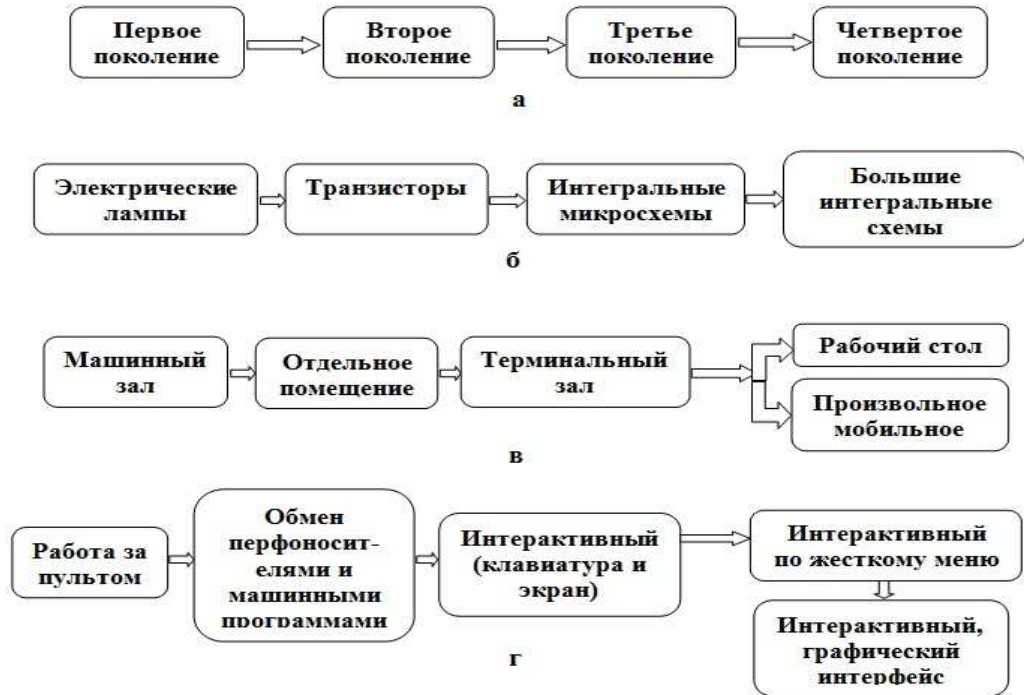 Первое
поколение
Второе
поколение
Третье
поколение
Четвертое
поколение
а
Электрические
лампы
Транзисторы
Интегральные
микросхемы
Большие
интегральные
схемы
б
Машинный
зал
Отдельное
помещение
Терминальный
зал
Рабочий стол
Произвольное
мобильное
в
Работа за
пультом
Обмен
перфоносит-
елями и
машинными
программами
Интерактивный
(клавиатура и
экран)
Интерактивный
по жесткому меню
Интерактивный,
графический
интерфейс
г